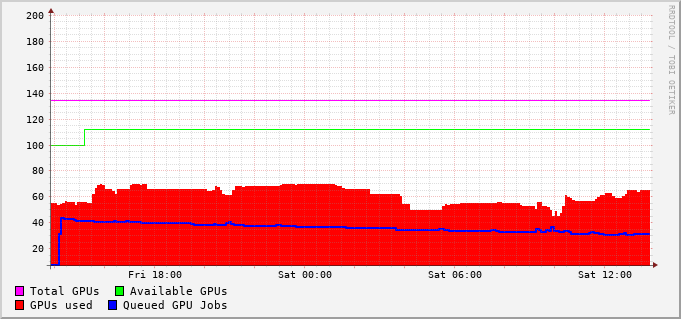 200
180
160
140
120
100
80
60
40
20
Fri 18:00 Sat 00:00 Sat 06:00 Sat 12:00
Total GPUs Available GPUs
GPUs used Queued GPU Jobs
RRDTOOL / TOBI OETIKER